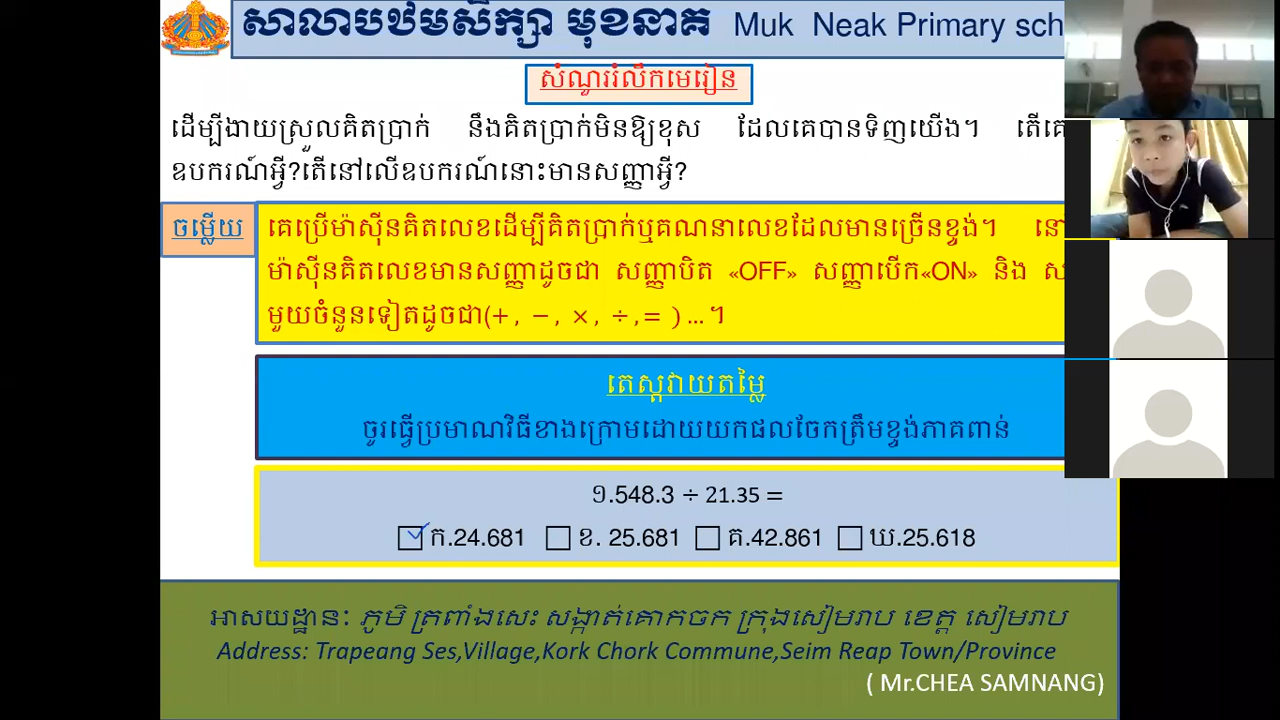 សាលាបឋមសិក្សា មុខនាគ Muk Neak Primary sch
សំណួររំលឹកមេរៀន
ដើម្បីងាយស្រួលគិតប្រាក់ នឹងគិតប្រាក់មិនឱ្យខុស ដែលគេបានទិញយើង។ តើគេ
ឧបករណ៍អ្វី?តើនៅលើឧបករណ៍នោះមានសញ្ញាអ្វី?
ចម្លើយ
គេប្រើម៉ាស៊ីនគិតលេខដើម្បីគិតប្រាក់ឬគណនាលេខដែលមានច្រើនខ្ទង់។ នៅ
ម៉ាស៊ីនគិតលេខមានសញ្ញាដូចជា សញ្ញាបិត «OFF» សញ្ញាបើក«ON» និង ស
មួយចំនួនទៀតដូចជា(+, −, ×, ÷,= ) ... ។
តេស្តវាយតម្លៃ
ចូរធ្វើប្រមាណវិធីខាងក្រោមដោយយកផលចែកត្រឹមខ្ទង់ភាគពាន់
១.548.3 ÷ 21.35 =
ក.24.681 ខ. 25.681 គ.42.861 ឃ.25.618
អាសយដ្ឋានៈ ភូមិ ត្រពាំងសេះ សង្កាត់គោកចក ក្រុងសៀមរាប ខេត្ត សៀមរាប
Address: Trapeang Ses,Village,Kork Chork Commune,Seim Reap Town/Province
( Mr.CHEA SAMNANG)